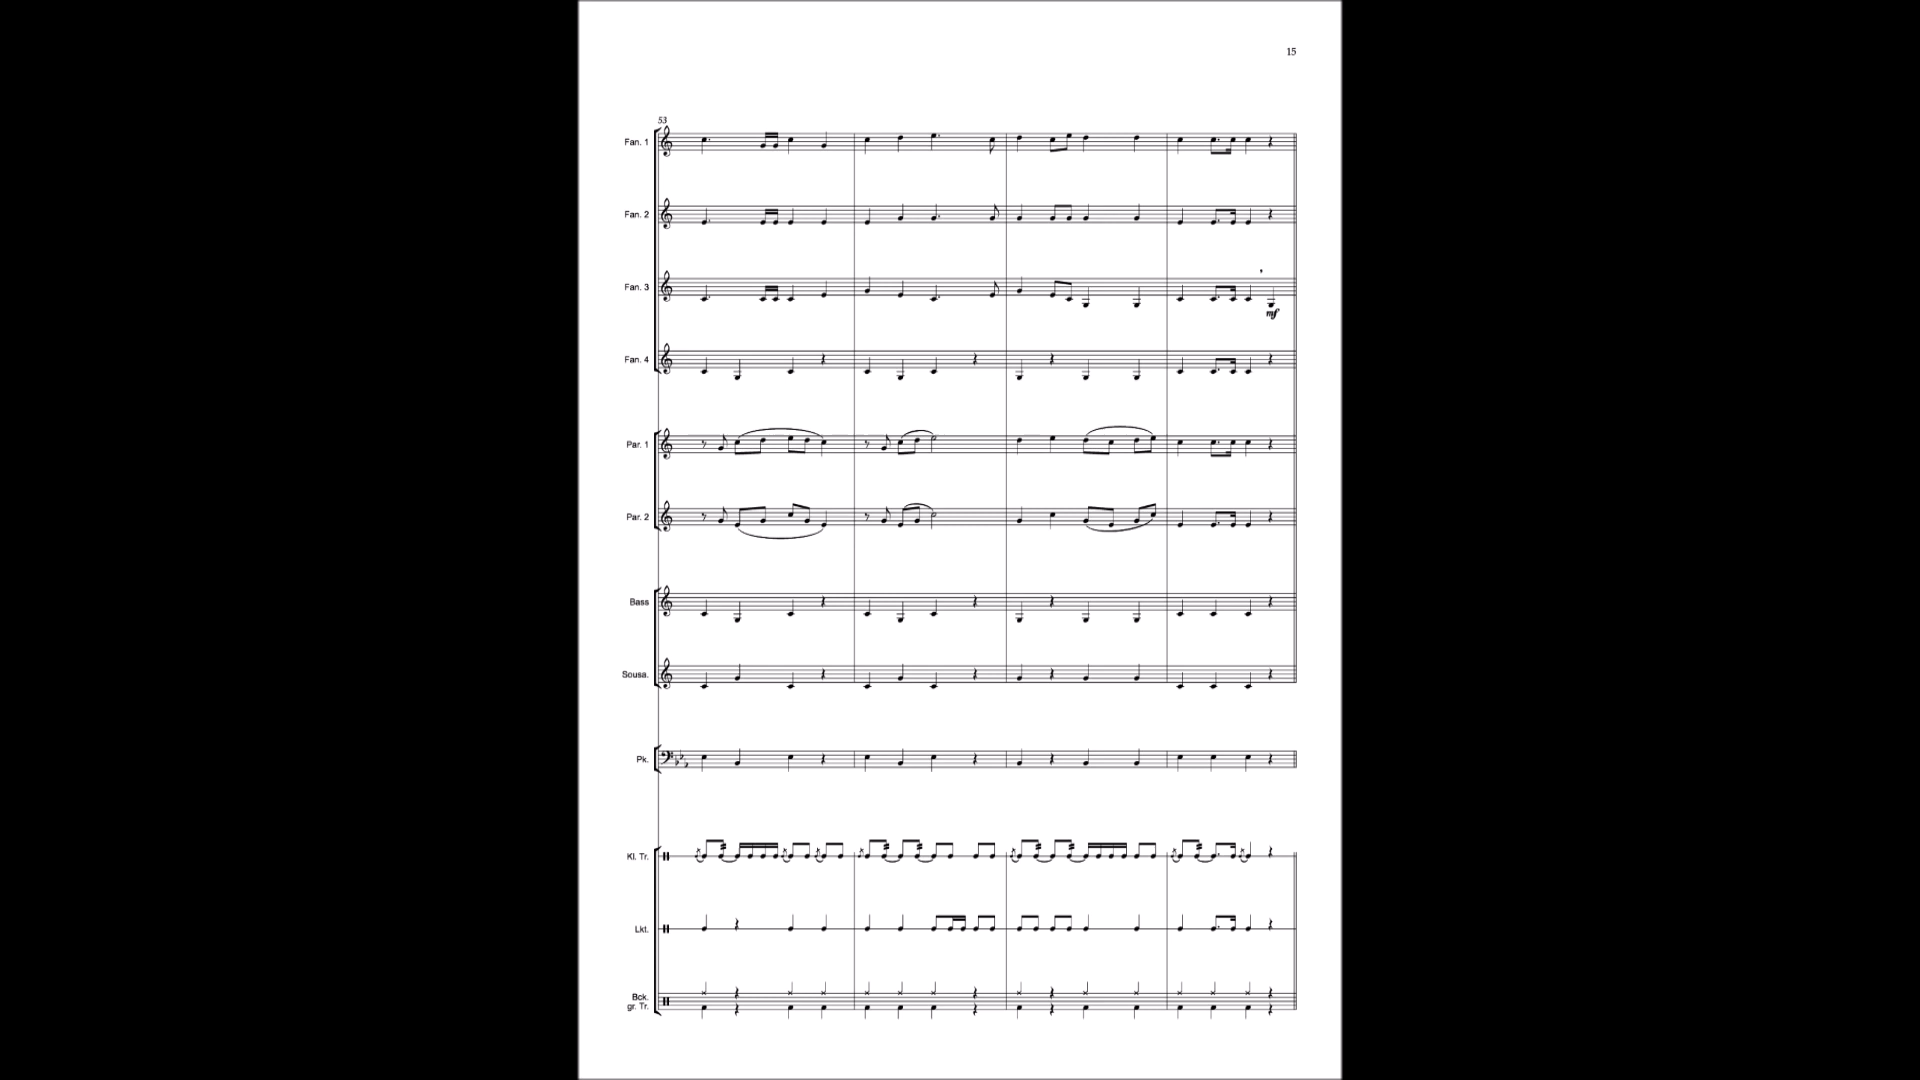 15
53
Fan. 1
Fan. 2
Fan. 3
mf
Fan. 4
Par. 1
Par. 2
Bass
Sousa.
Pk.
Kl. Tr.
Lkt.
Bck.
gr. Tr.